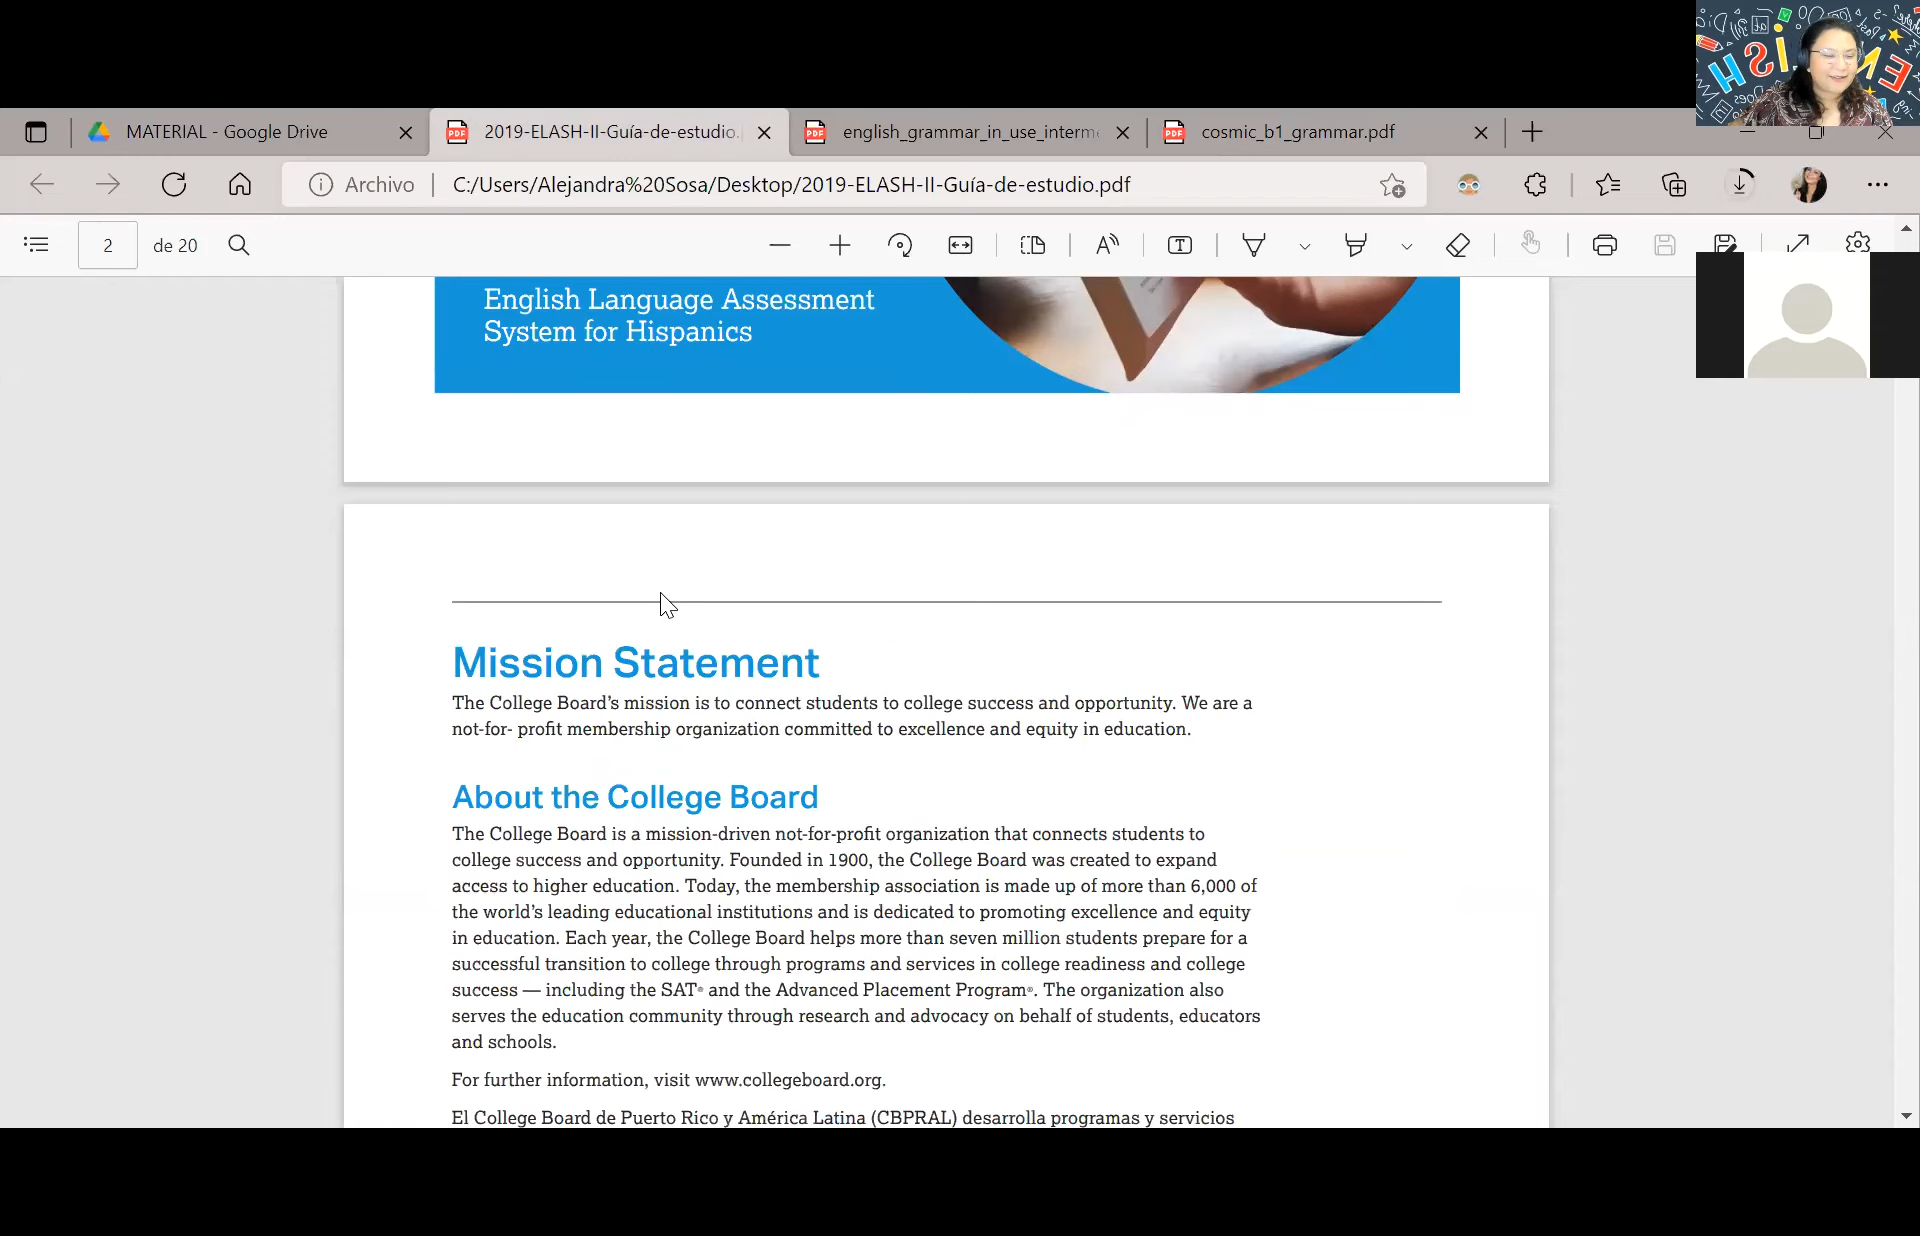 MATERIAL - Google Drive
2019-ELASH-II-Guía-de-estudio.
english_grammar_in_use_interme
cosmic_b1_grammar.pdf
Archivo
C:/Users/Alejandra%20Sosa/Desktop/2019-ELASH-II-Guía-de-estudio.pdf
2 de 20
English Language Assessment
System for Hispanics
Mission Statement
The College Board's mission is to connect students to college success and opportunity. We are a
not-for- profit membership organization committed to excellence and equity in education.
About the College Board
The College Board is a mission-driven not-for-profit organization that connects students to
college success and opportunity. Founded in 1900, the College Board was created to expand
access to higher education. Today, the membership association is made up of more than 6,000 of
the world's leading educational institutions and is dedicated to promoting excellence and equity
in education. Each year, the College Board helps more than seven million students prepare for a
successful transition to college through programs and services in college readiness and college
success — including the SAT® and the Advanced Placement Program®. The organization also
serves the education community through research and advocacy on behalf of students, educators
and schools.
For further information, visit www.collegeboard.org.
El College Board de Puerto Rico y América Latina (CBPRAL) desarrolla programas y servicios